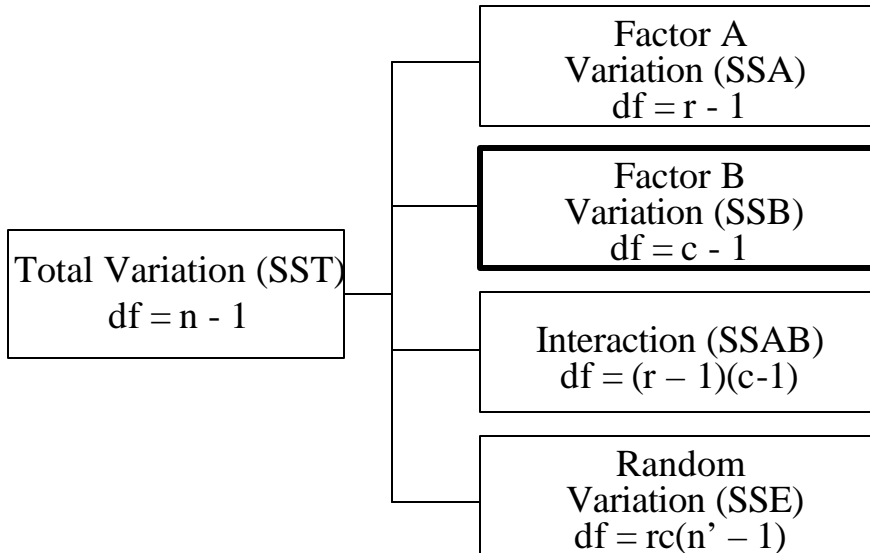 Factor A
Variation (SSA)
df = r - 1
Factor B
Variation (SSB)
df = c - 1
Total Variation (SST)
df = n - 1
Interaction (SSAB)
df = (r – 1)(c-1)
Random
Variation (SSE)
df = rc(n’ – 1)